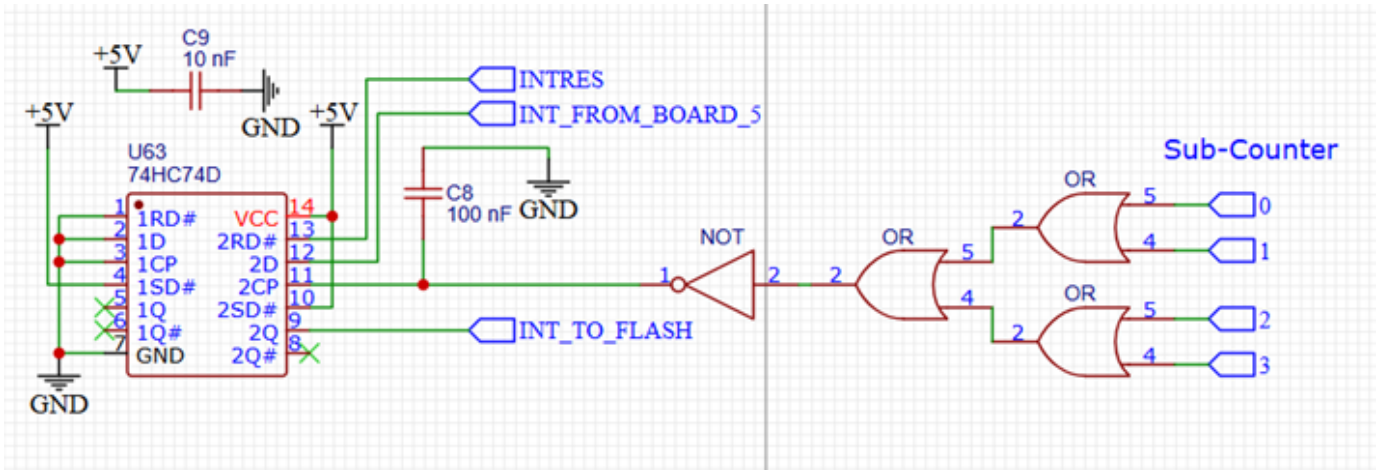 C9
10 nF
+5V
GND
+5V
+5V
INTRES
INT_FROM_BOARD_5
U63
74HC74D
C8
100 nF
GND
Sub-Counter
1 1RD# VCC 14
2 1D 2RD# 13
3 1CP 2D 12
4 1SD# 2CP 11
5 1Q 2SD# 10
6 1Q# 2Q 9
7 GND 2Q# 8
GND
INT_TO_FLASH
NOT
1 2
OR
2 5
4
OR
2 5 0
4 1
OR
2 5 2
4 3